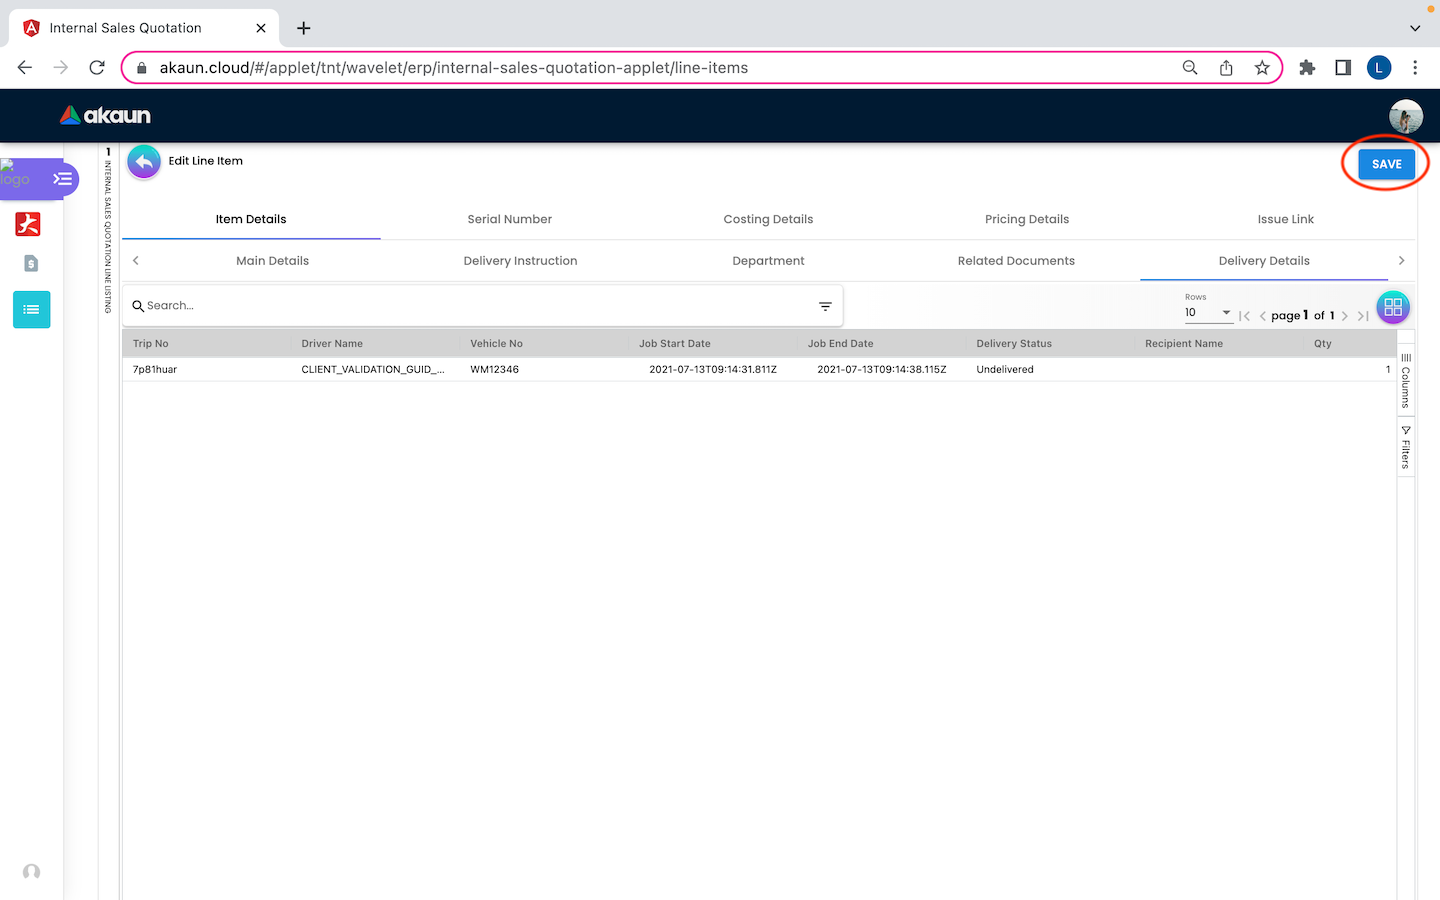 Internal Sales Quotation
akaun.cloud/#/applet/tnt/wavelet/erp/internal-sales-quotation-applet/line-items
L
akaun
logo
1 INTERNAL SALES QUOTATION LINE LISTING
Edit Line Item
SAVE
Item Details Serial Number Costing Details Pricing Details Issue Link
Main Details Delivery Instruction Department Related Documents Delivery Details
Search...
Rows
10
page 1 of 1
Trip No Driver Name Vehicle No Job Start Date Job End Date Delivery Status Recipient Name Qty
7p81huar CLIENT_VALIDATION_GUID_... WM12346 2021-07-13T09:14:31.811Z 2021-07-13T09:14:38.115Z Undelivered 1
Columns
Filters